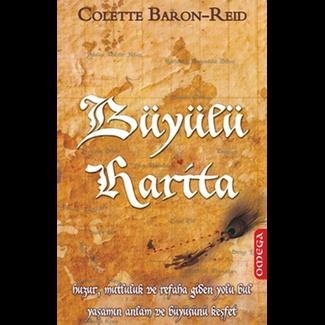 Colette Baron-Reid
Büyülü
Harita
OMEGA
huzur, mutluluk ve refaha giden yolu bul
yaşamın anlam ve büyüsünü keşfet